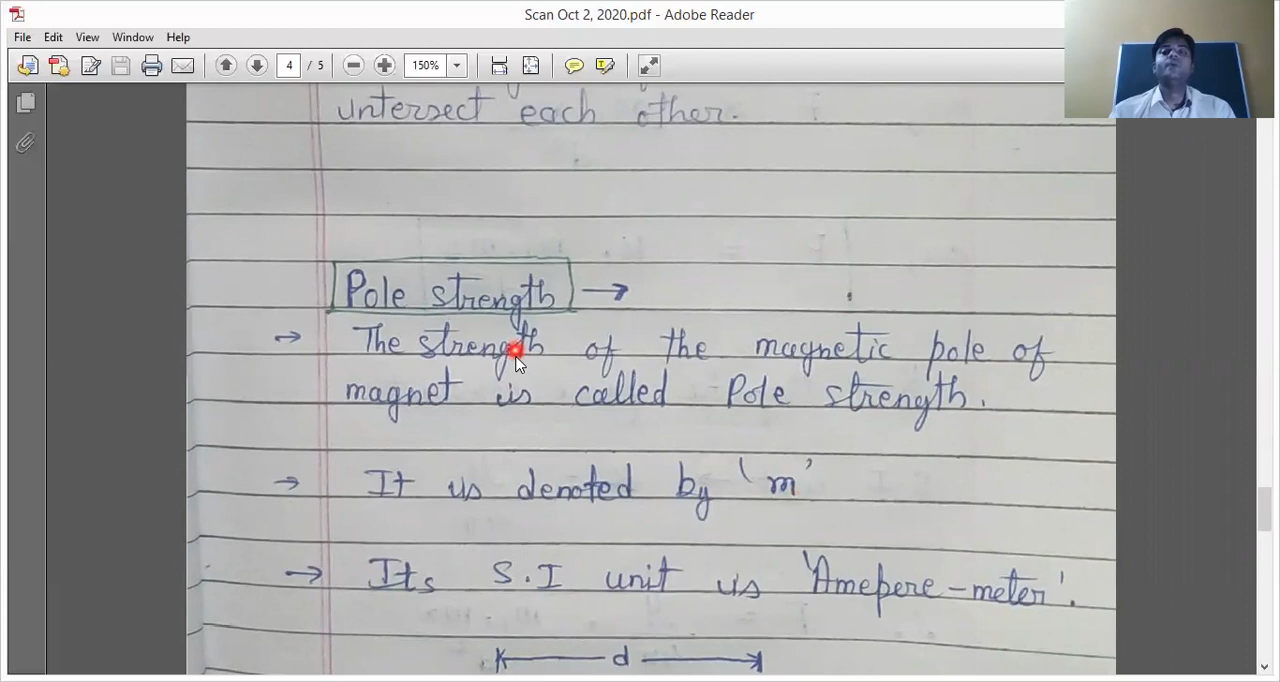 Scan Oct 2, 2020.pdf - Adobe Reader
File Edit View Window Help
4 / 5 150%
intersect each other.
Pole strength →
→ The strength of the magnetic pole of
magnet is called Pole strength.
→ It is denoted by 'm'
→ Its S.I unit is 'Amepere-meter'.
d